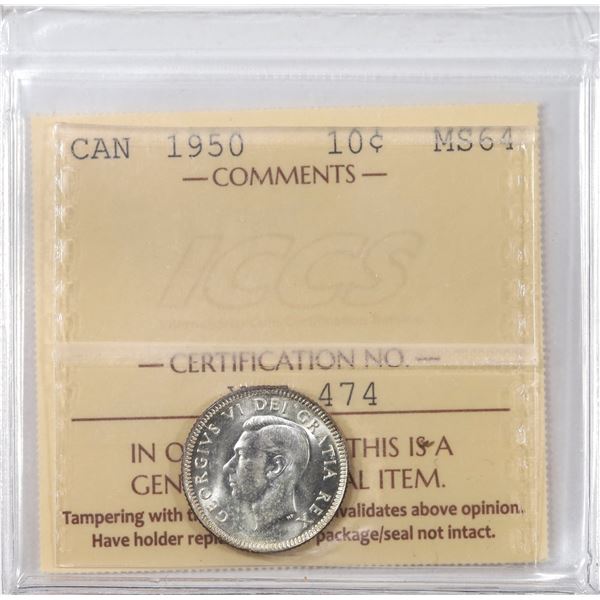 CAN 1950 10¢ MS64
— COMMENTS —
ICCS
— CERTIFICATION NO. —
474
IN THIS IS A
GEN AL ITEM.
Tampering with validates above opinion.
Have holder package/seal not intact.
GEORGIVS VI DEI GRATIA REX